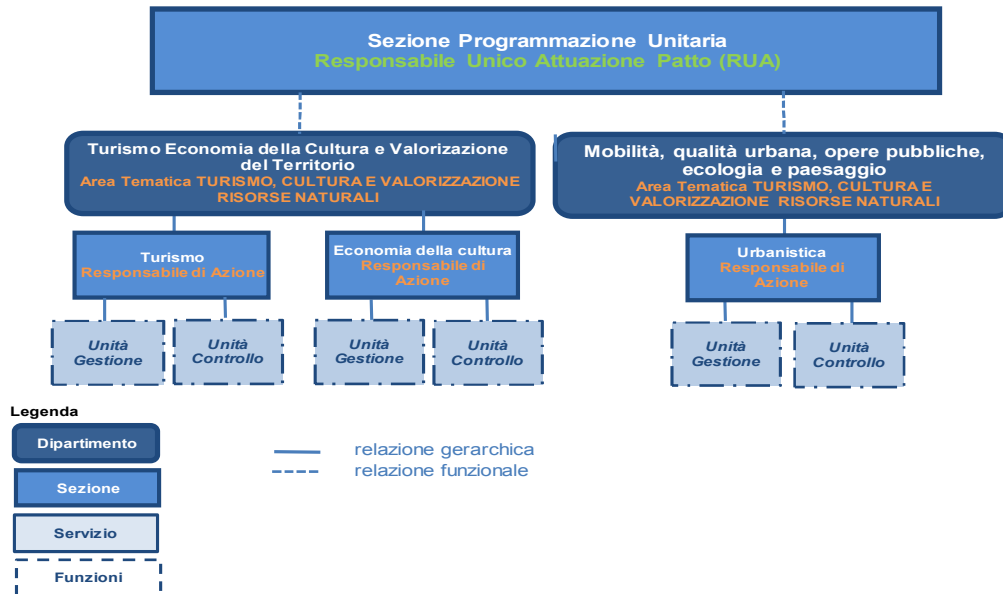 Sezione Programmazione Unitaria
Responsabile Unico Attuazione Patto (RUA)
Turismo Economia della Cultura e Valorizazione
del Territorio
Area Tematica TURISMO, CULTURA E VALORIZZAZIONE
RISORSE NATURALI
Mobilità, qualità urbana, opere pubbliche,
ecologia e paesaggio
Area Tematica TURISMO, CULTURA E
VALORIZZAZIONE RISORSE NATURALI
Turismo
Responsabile di Azione
Economia della cultura
Responsabile di
Azione
Urbanistica
Responsabile di
Azione
Unità
Gestione
Unità
Controllo
Unità
Gestione
Unità
Controllo
Unità
Gestione
Unità
Controllo
Legenda
Dipartimento
Sezione
Servizio
Funzioni
relazione gerarchica
relazione funzionale